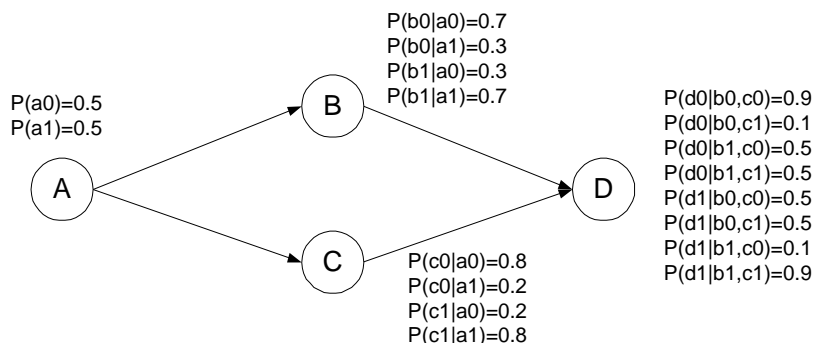 P(b0|a0)=0.7
P(b0|a1)=0.3
P(b1|a0)=0.3
P(b1|a1)=0.7
P(a0)=0.5
P(a1)=0.5
B
P(d0|b0,c0)=0.9
P(d0|b0,c1)=0.1
P(d0|b1,c0)=0.5
P(d0|b1,c1)=0.5
P(d1|b0,c0)=0.5
P(d1|b0,c1)=0.5
P(d1|b1,c0)=0.1
P(d1|b1,c1)=0.9
A
D
C
P(c0|a0)=0.8
P(c0|a1)=0.2
P(c1|a0)=0.2
P(c1|a1)=0.8